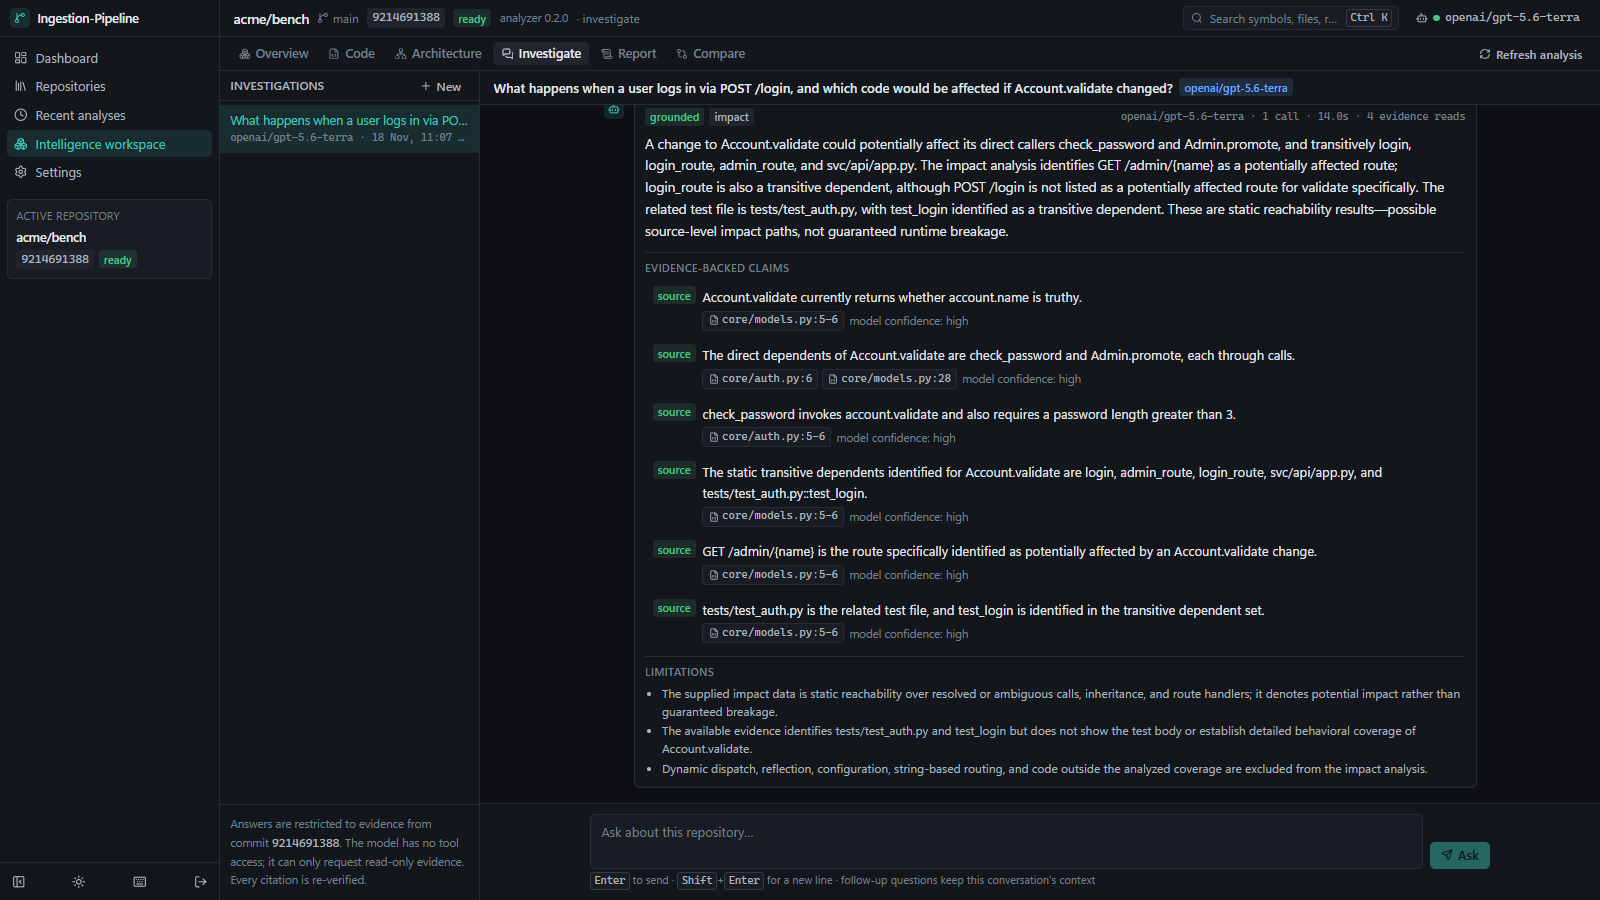 Ingestion-Pipeline
acme/bench main 9214691388 ready analyzer 0.2.0 · investigate
Search symbols, files, r... Ctrl K
openai/gpt-5.6-terra
Dashboard
Repositories
Recent analyses
Intelligence workspace
Settings
ACTIVE REPOSITORY
acme/bench
9214691388 ready
Overview Code Architecture Investigate Report Compare
Refresh analysis
INVESTIGATIONS
+ New
What happens when a user logs in via PO...
openai/gpt-5.6-terra · 18 Nov, 11:07 …
Answers are restricted to evidence from
commit 9214691388. The model has no tool
access; it can only request read-only evidence.
Every citation is re-verified.
What happens when a user logs in via POST /login, and which code would be affected if Account.validate changed? openai/gpt-5.6-terra
grounded impact
openai/gpt-5.6-terra · 1 call · 14.0s · 4 evidence reads
A change to Account.validate could potentially affect its direct callers check_password and Admin.promote, and transitively login,
login_route, admin_route, and svc/api/app.py. The impact analysis identifies GET /admin/{name} as a potentially affected route;
login_route is also a transitive dependent, although POST /login is not listed as a potentially affected route for validate specifically. The
related test file is tests/test_auth.py, with test_login identified as a transitive dependent. These are static reachability results—possible
source-level impact paths, not guaranteed runtime breakage.
EVIDENCE-BACKED CLAIMS
source Account.validate currently returns whether account.name is truthy.
core/models.py:5-6 model confidence: high
source The direct dependents of Account.validate are check_password and Admin.promote, each through calls.
core/auth.py:6 core/models.py:28 model confidence: high
source check_password invokes account.validate and also requires a password length greater than 3.
core/auth.py:5-6 model confidence: high
source The static transitive dependents identified for Account.validate are login, admin_route, login_route, svc/api/app.py, and
tests/test_auth.py::test_login.
core/models.py:5-6 model confidence: high
source GET /admin/{name} is the route specifically identified as potentially affected by an Account.validate change.
core/models.py:5-6 model confidence: high
source tests/test_auth.py is the related test file, and test_login is identified in the transitive dependent set.
core/models.py:5-6 model confidence: high
LIMITATIONS
• The supplied impact data is static reachability over resolved or ambiguous calls, inheritance, and route handlers; it denotes potential impact rather than
guaranteed breakage.
• The available evidence identifies tests/test_auth.py and test_login but does not show the test body or establish detailed behavioral coverage of
Account.validate.
• Dynamic dispatch, reflection, configuration, string-based routing, and code outside the analyzed coverage are excluded from the impact analysis.
Ask about this repository...
Ask
Enter to send · Shift + Enter for a new line · follow-up questions keep this conversation's context